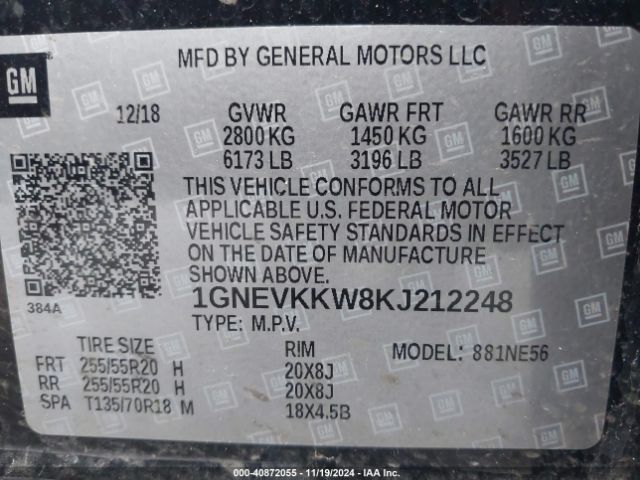 GM
MFD BY GENERAL MOTORS LLC
12/18 GVWR GAWR FRT GAWR RR
2800 KG 1450 KG 1600 KG
6173 LB 3196 LB 3527 LB
THIS VEHICLE CONFORMS TO ALL
APPLICABLE U.S. FEDERAL MOTOR
VEHICLE SAFETY STANDARDS IN EFFECT
ON THE DATE OF MANUFACTURE
SHOWN ABOVE.
384A
1GNEVKKW8KJ212248
TYPE: M.P.V.
TIRE SIZE RIM MODEL: 881NE56
FRT 255/55R20 H 20X8J
RR 255/55R20 H 20X8J
SPA T135/70R18 M 18X4.5B
© - 40872055 - 11/19/2024 - IAA Inc.